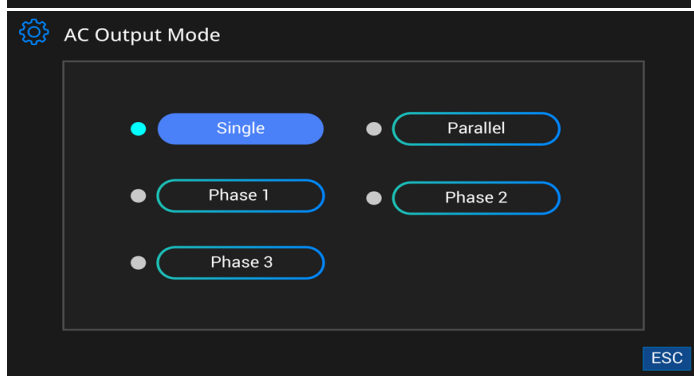 AC Output Mode
Single
Parallel
Phase 1
Phase 2
Phase 3
ESC